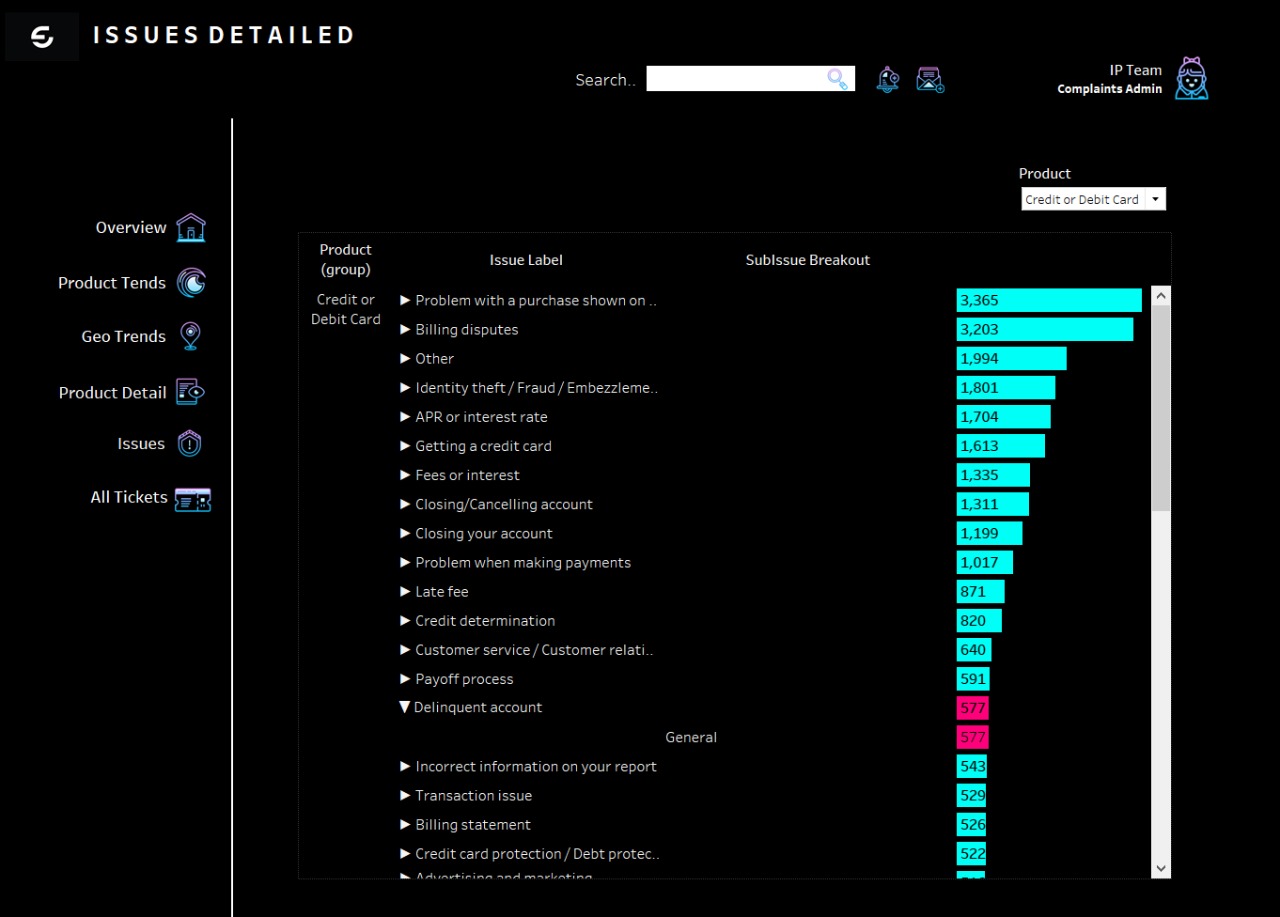 ISSUES DETAILED
Search..
IP Team
Complaints Admin
Product
Credit or Debit Card
Overview
Product Tends
Geo Trends
Product Detail
Issues
All Tickets
Product
(group)
Issue Label
SubIssue Breakout
Credit or
Debit Card
Problem with a purchase shown on .. 3,365
Billing disputes 3,203
Other 1,994
Identity theft / Fraud / Embezzleme.. 1,801
APR or interest rate 1,704
Getting a credit card 1,613
Fees or interest 1,335
Closing/Cancelling account 1,311
Closing your account 1,199
Problem when making payments 1,017
Late fee 871
Credit determination 820
Customer service / Customer relati.. 640
Payoff process 591
Delinquent account 577
General 577
Incorrect information on your report 543
Transaction issue 529
Billing statement 526
Credit card protection / Debt protec.. 522
Advertising and marketing